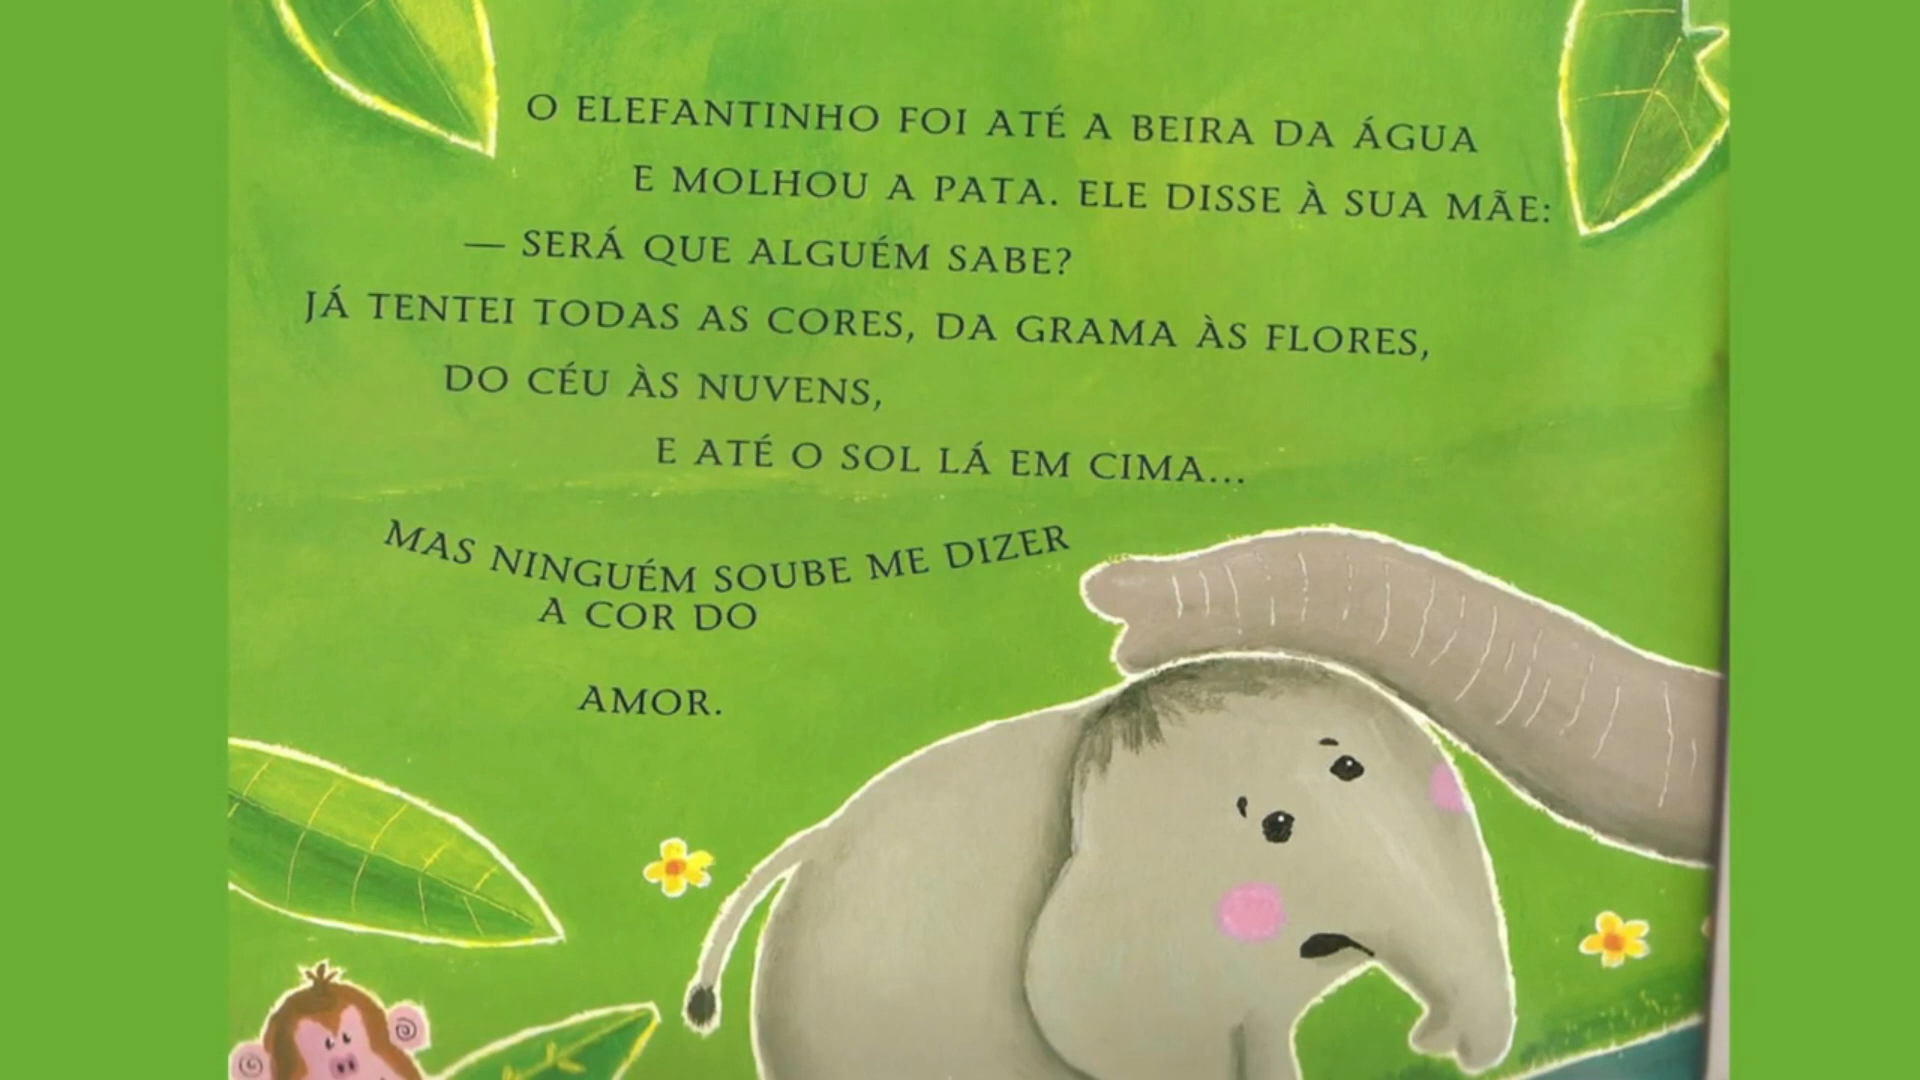 O ELEFANTINHO FOI ATÉ A BEIRA DA ÁGUA
E MOLHOU A PATA. ELE DISSE À SUA MÃE:
— SERÁ QUE ALGUÉM SABE?
JÁ TENTEI TODAS AS CORES, DA GRAMA ÀS FLORES,
DO CÉU ÀS NUVENS,
E ATÉ O SOL LÁ EM CIMA...
MAS NINGUÉM SOUBE ME DIZER
A COR DO
AMOR.